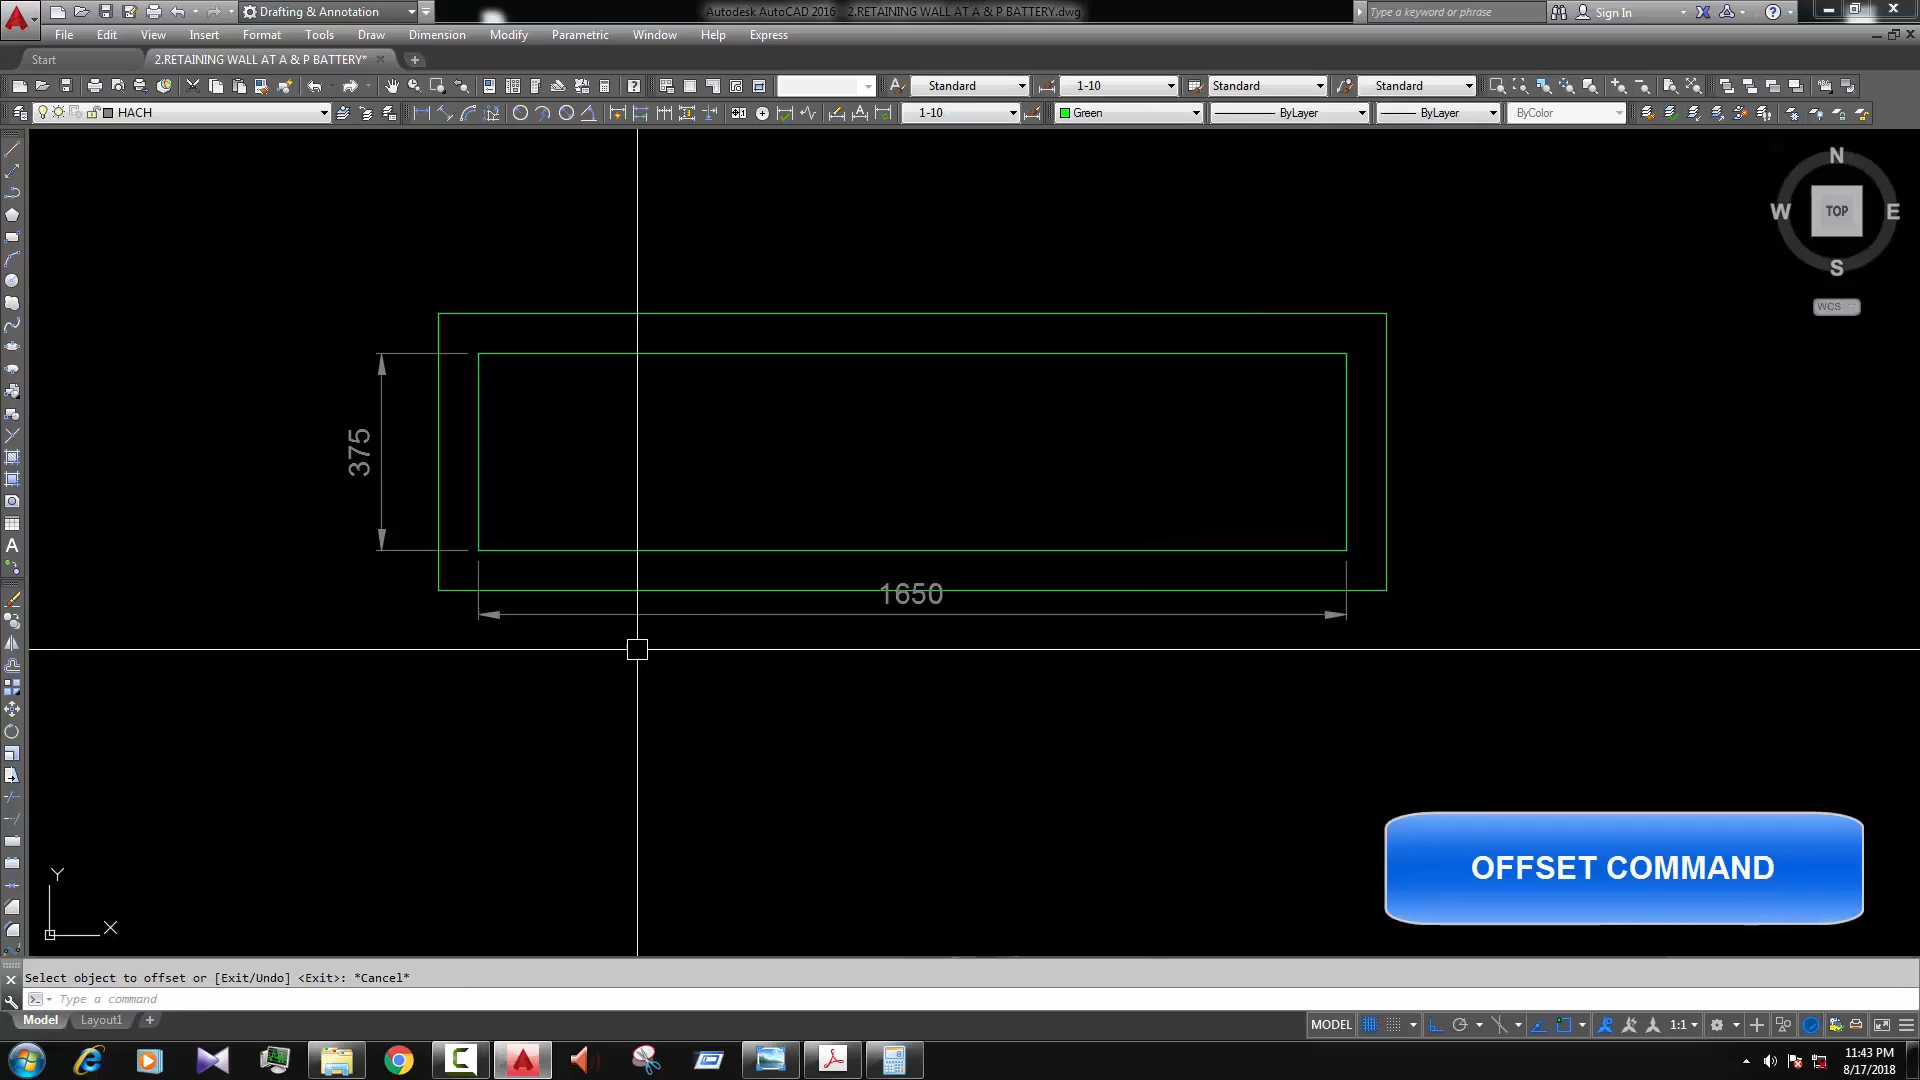 Drafting & Annotation
Autodesk AutoCAD 2016 2.RETAINING WALL AT A & P BATTERY.dwg
Type a keyword or phrase
Sign In
File Edit View Insert Format Tools Draw Dimension Modify Parametric Window Help Express
Start 2.RETAINING WALL AT A & P BATTERY*
Standard 1-10 Standard Standard
HACH 1-10 Green ByLayer ByLayer ByColor
N
W TOP E
S
WCS
375
1650
OFFSET COMMAND
Y
X
Select object to offset or [Exit/Undo] <Exit>: *Cancel*
Type a command
Model Layout1
MODEL 1:1
11:43 PM
8/17/2018